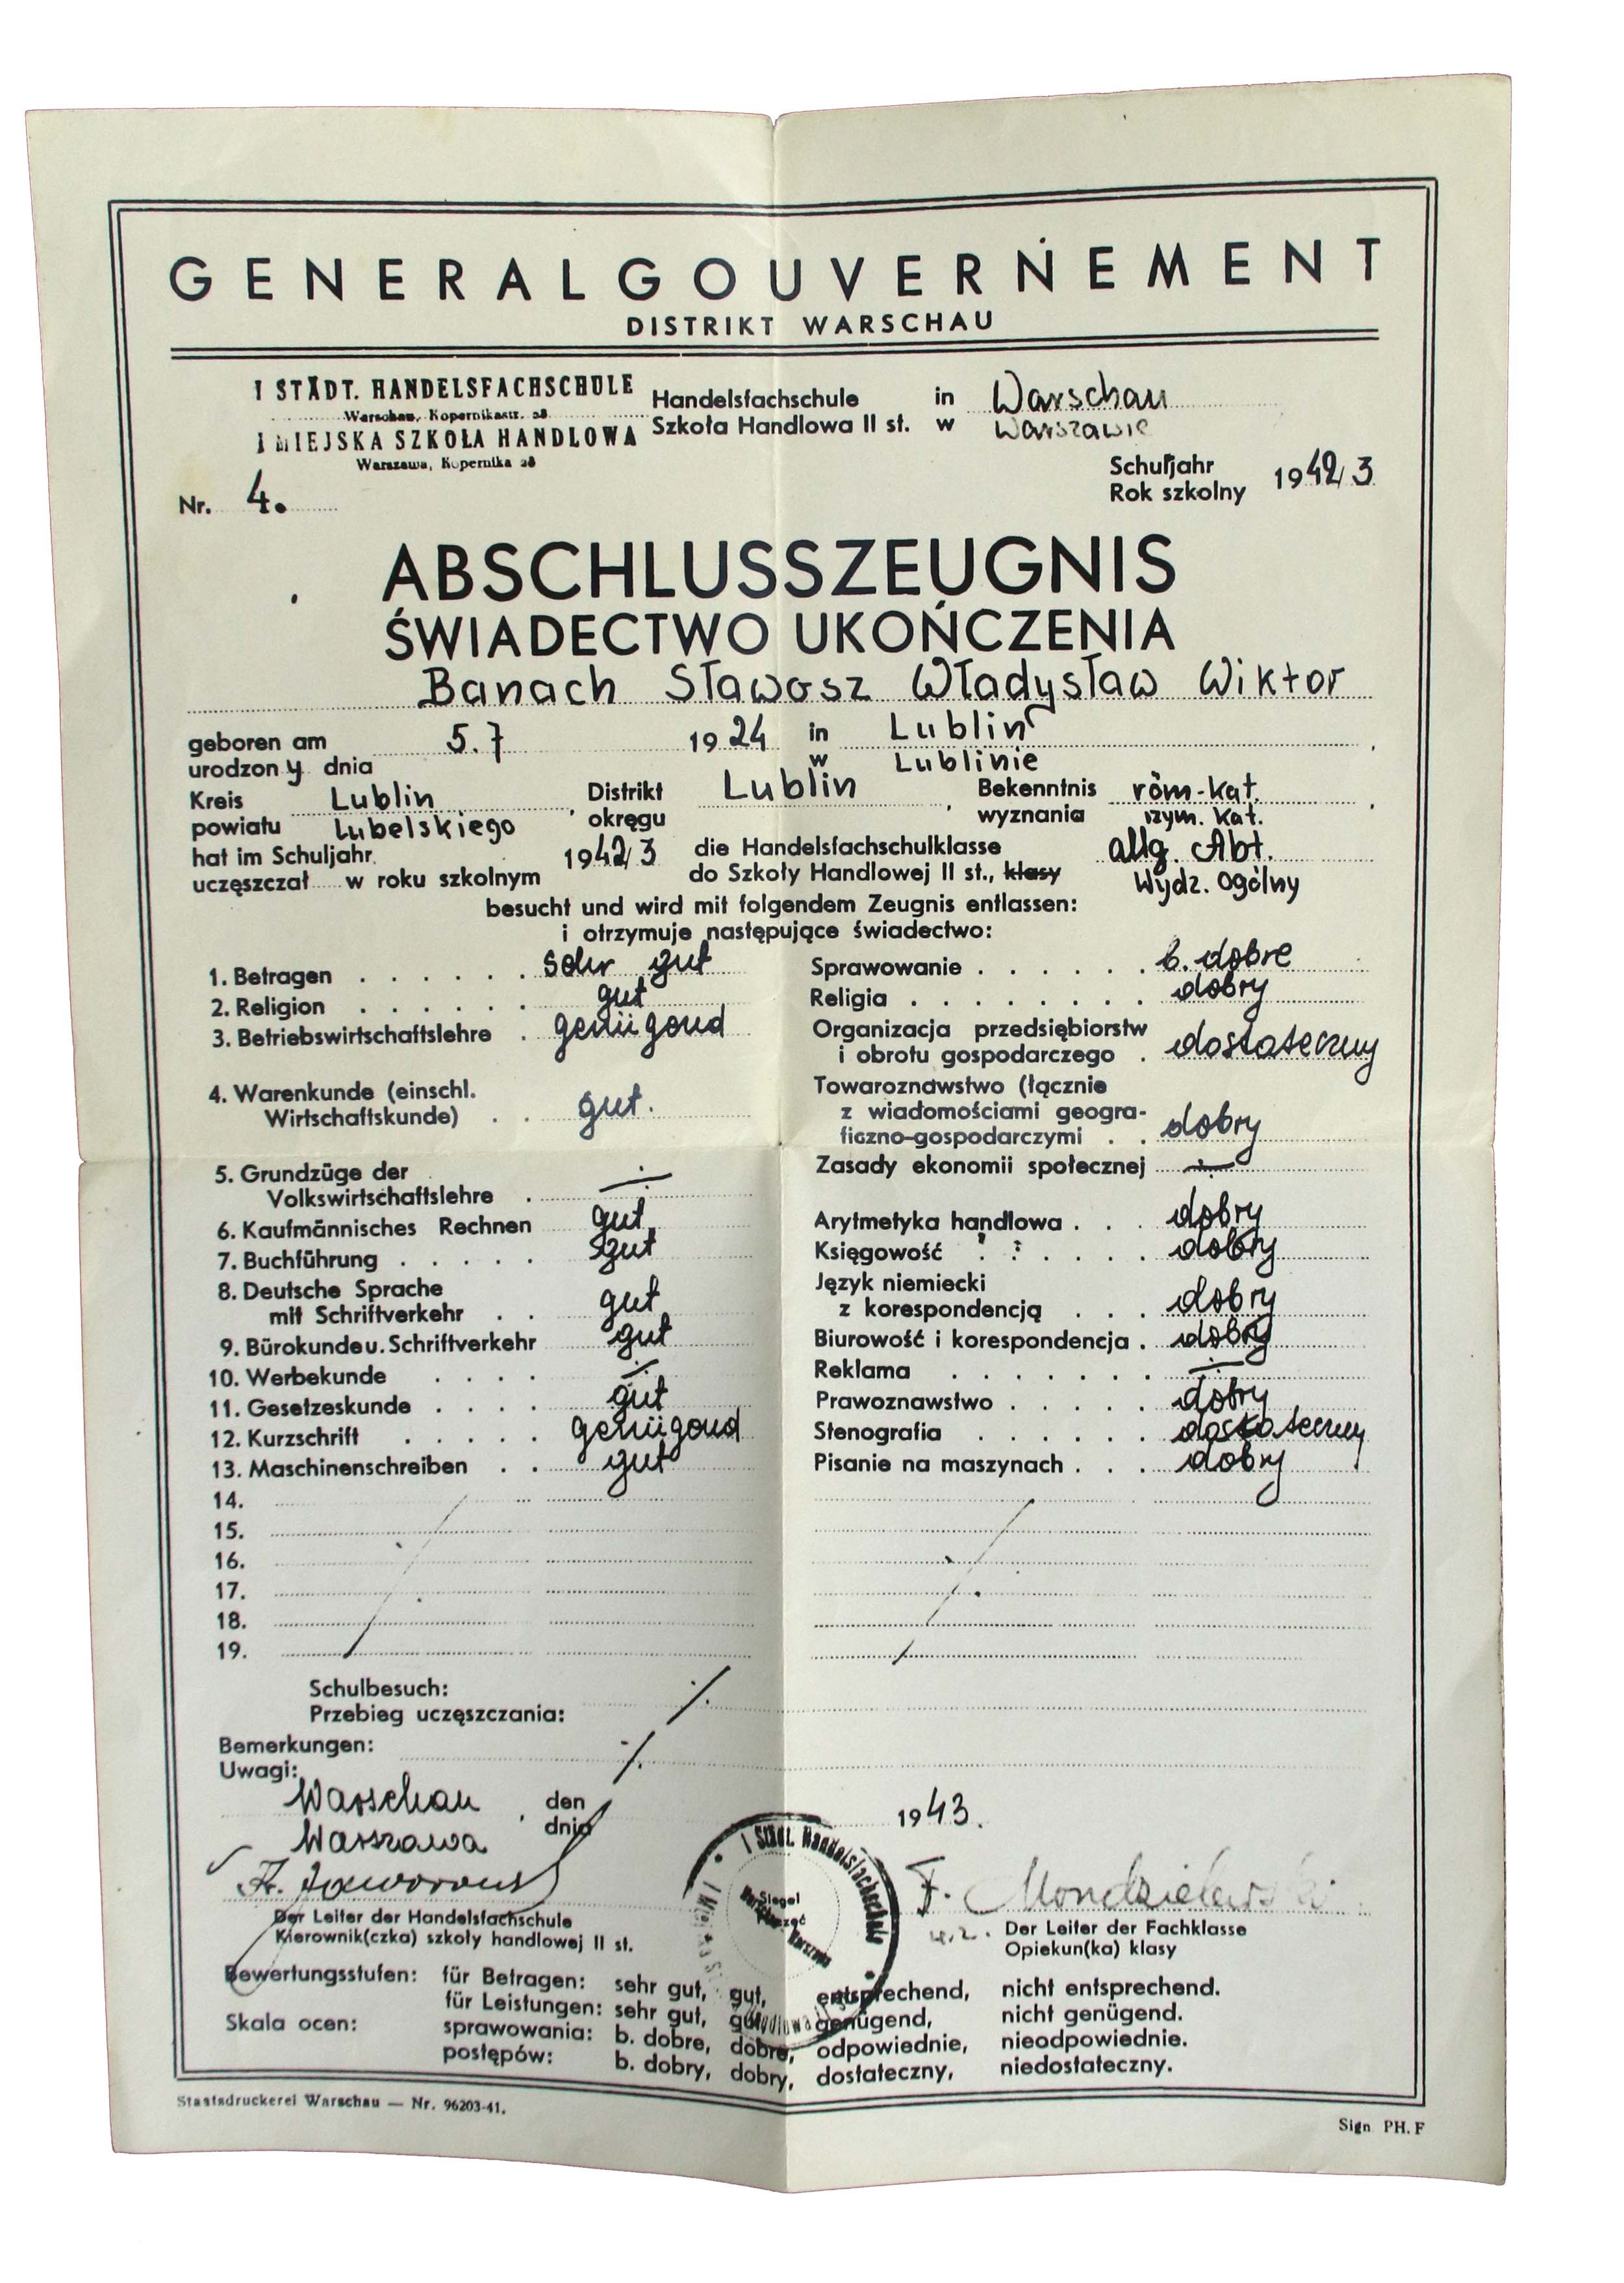 GENERALGOUVERNEMENT
DISTRIKT WARSCHAU
I STÄDT. HANDELSFACHSCHULE
Warschau, Kopernikastr. 28
I MIEJSKA SZKOŁA HANDLOWA
Warszawa, Kopernika 28
Handelsfachschule in Warschau
Szkoła Handlowa II st. w Warszawie
Schuljahr
Rok szkolny 1942/3
Nr. 4.
ABSCHLUSSZEUGNIS
ŚWIADECTWO UKOŃCZENIA
Banach Sławosz Władysław Wiktor
geboren am 5.7 1924 in Lublin
urodzony dnia w Lublinie
Kreis Lublin, Distrikt Lublin, Bekenntnis röm-kat.
powiatu Lubelskiego okręgu wyznania rzym. kat.
hat im Schuljahr 1942/3 die Handelsfachschulklasse allg. Abt.
uczęszczał w roku szkolnym do Szkoły Handlowej II st., klasy Wydz. Ogólny
besucht und wird mit folgendem Zeugnis entlassen:
i otrzymuje następujące świadectwo:
1. Betragen . . . . . . sehr gut Sprawowanie . . . . . . b. dobre
2. Religion . . . . . . gut Religia . . . . . . . . dobry
3. Betriebswirtschaftslehre . genügend Organizacja przedsiębiorstw
i obrotu gospodarczego . dostateczny
4. Warenkunde (einschl. Towaroznawstwo (łącznie
Wirtschaftskunde) . . gut. z wiadomościami geogra-
ficzno-gospodarczymi . . dobry
5. Grundzüge der Zasady ekonomii społecznej ÷
Volkswirtschaftslehre . ÷
6. Kaufmännisches Rechnen gut Arytmetyka handlowa . . . dobry
7. Buchführung . . . . . gut Księgowość . . . . . . dobry
8. Deutsche Sprache Język niemiecki
mit Schriftverkehr . . gut z korespondencją . . . dobry
9. Bürokunde u. Schriftverkehr gut Biurowość i korespondencja . dobry
10. Werbekunde . . . . ÷ Reklama . . . . . . . ÷
11. Gesetzeskunde . . . . gut Prawoznawstwo . . . . . dobry
12. Kurzschrift . . . . . genügend Stenografia . . . . . . dostateczny
13. Maschinenschreiben . . gut Pisanie na maszynach . . . dobry
14.
15.
16.
17.
18.
19.
Schulbesuch:
Przebieg uczęszczania:
Bemerkungen:
Uwagi:
Warschau, den 1943.
Warszawa dnia
F. Mondzielewski
Der Leiter der Handelsfachschule
Kierownik(czka) szkoły handlowej II st.
Der Leiter der Fachklasse
Opiekun(ka) klasy
I Städt. Handelsfachschule
Siegel
Bewertungsstufen: für Betragen: sehr gut, gut, entsprechend, nicht entsprechend.
für Leistungen: sehr gut, gut, genügend, nicht genügend.
Skala ocen: sprawowania: b. dobre, dobre, odpowiednie, nieodpowiednie.
postępów: b. dobry, dobry, dostateczny, niedostateczny.
Staatsdruckerei Warschau — Nr. 96203-41.
Sign. PH. F